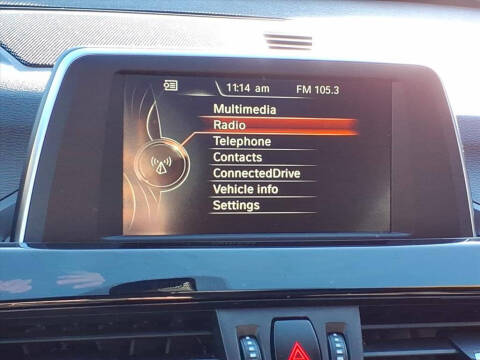 11:14 am FM 105.3
Multimedia
Radio
Telephone
Contacts
ConnectedDrive
Vehicle info
Settings